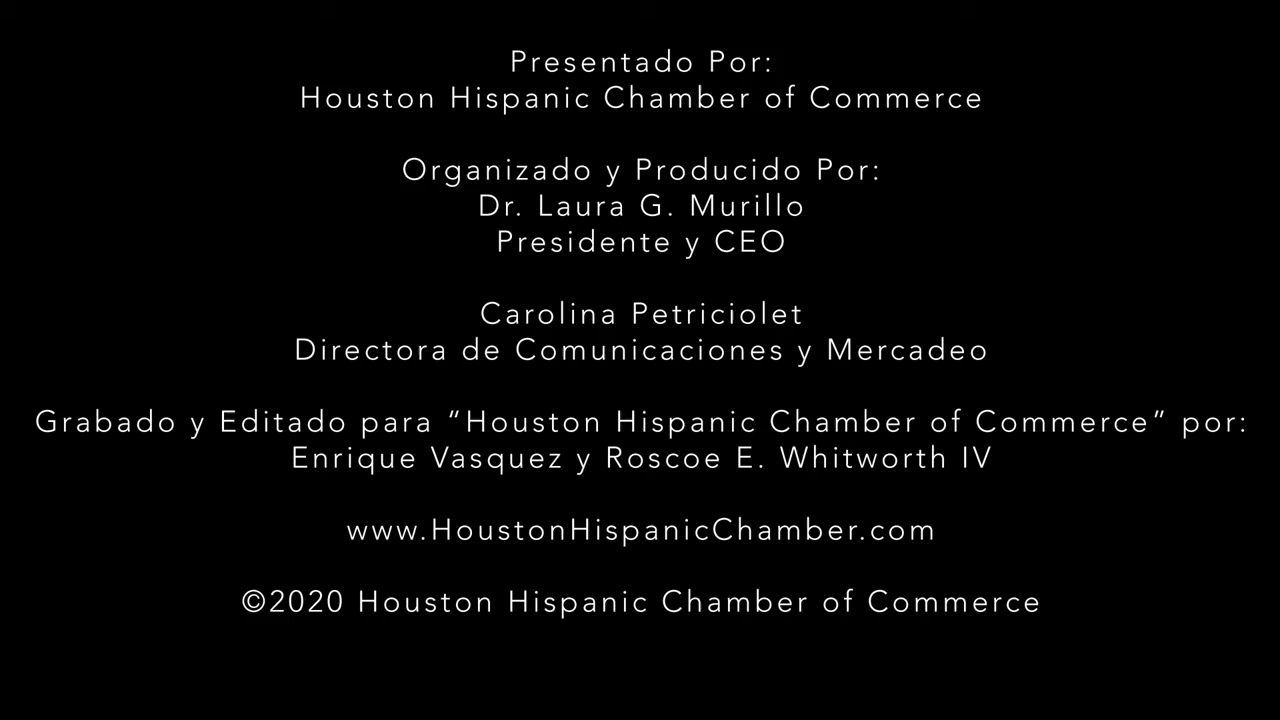 Presentado Por:
Houston Hispanic Chamber of Commerce
Organizado y Producido Por:
Dr. Laura G. Murillo
Presidente y CEO
Carolina Petriciolet
Directora de Comunicaciones y Mercadeo
Grabado y Editado para “Houston Hispanic Chamber of Commerce” por:
Enrique Vasquez y Roscoe E. Whitworth IV
www.HoustonHispanicChamber.com
©2020 Houston Hispanic Chamber of Commerce